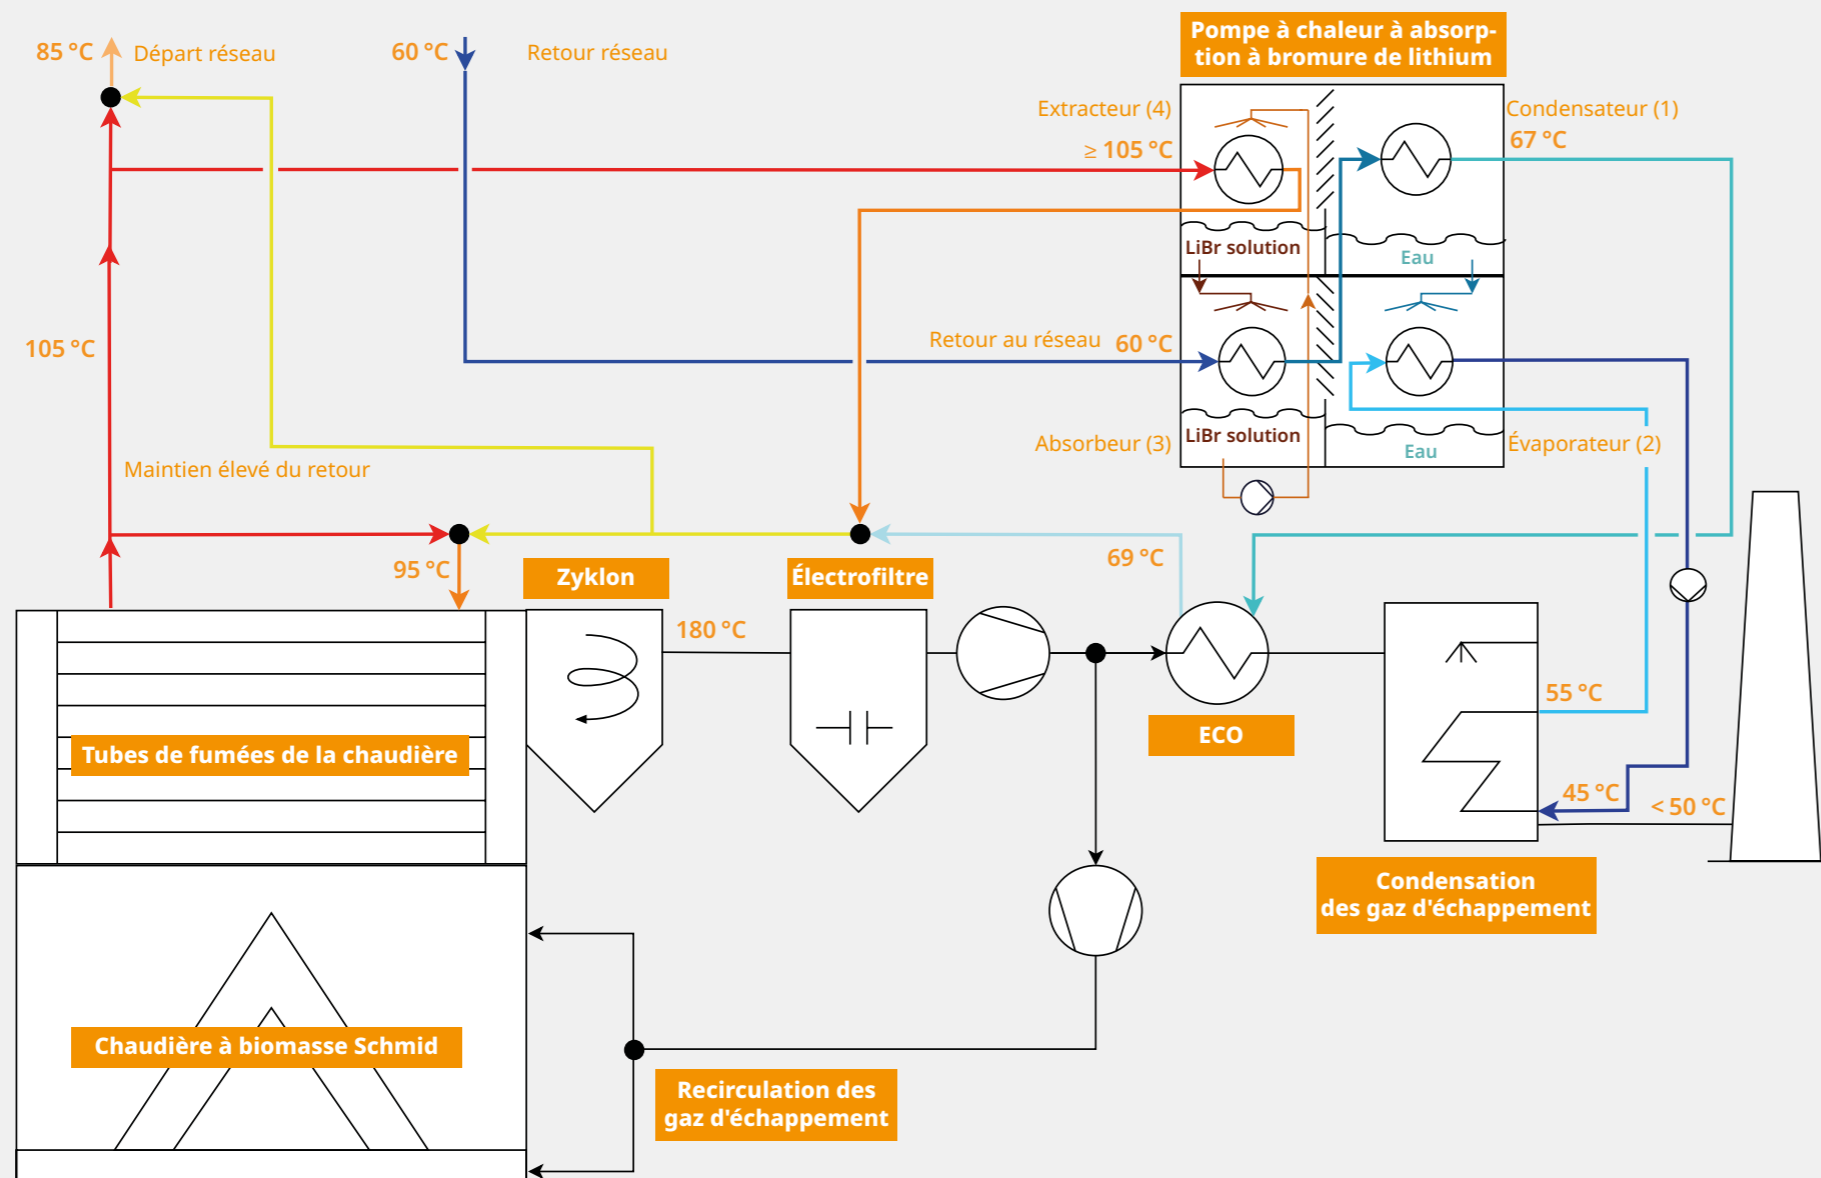 Pompe à chaleur à absorp-
tion à bromure de lithium
85 °C
Départ réseau
60 °C
Retour réseau
Extracteur (4)
≥ 105 °C
Condensateur (1)
67 °C
LiBr solution
Eau
105 °C
Retour au réseau
60 °C
Absorbeur (3)
LiBr solution
Eau
Évaporateur (2)
Maintien élevé du retour
95 °C
Zyklon
Électrofiltre
69 °C
180 °C
55 °C
ECO
Tubes de fumées de la chaudière
45 °C
< 50 °C
Condensation
des gaz d'échappement
Chaudière à biomasse Schmid
Recirculation des
gaz d'échappement